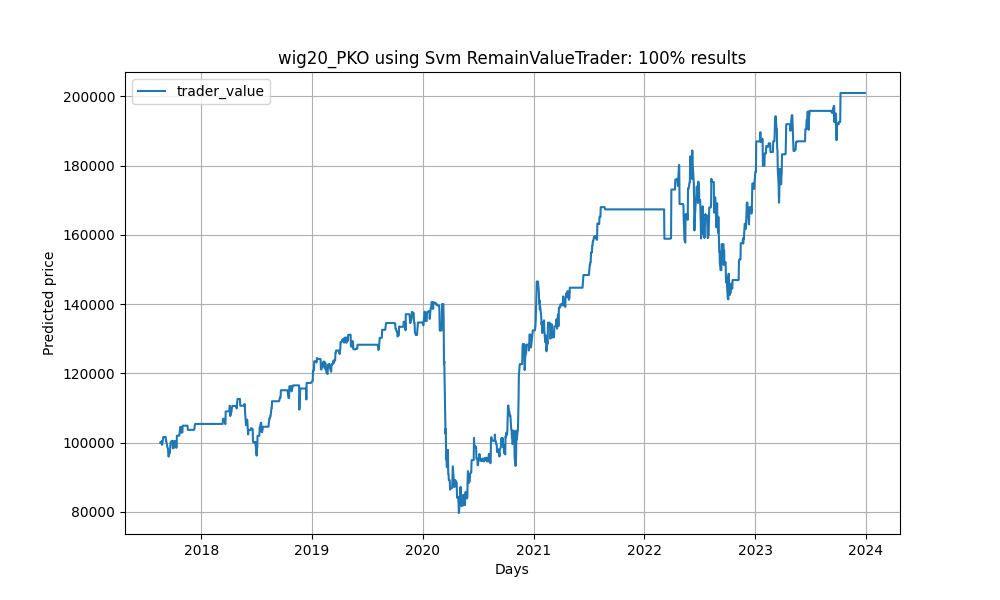 wig20_PKO using Svm RemainValueTrader: 100% results
trader_value
Predicted price
200000
180000
160000
140000
120000
100000
80000
2018 2019 2020 2021 2022 2023 2024
Days